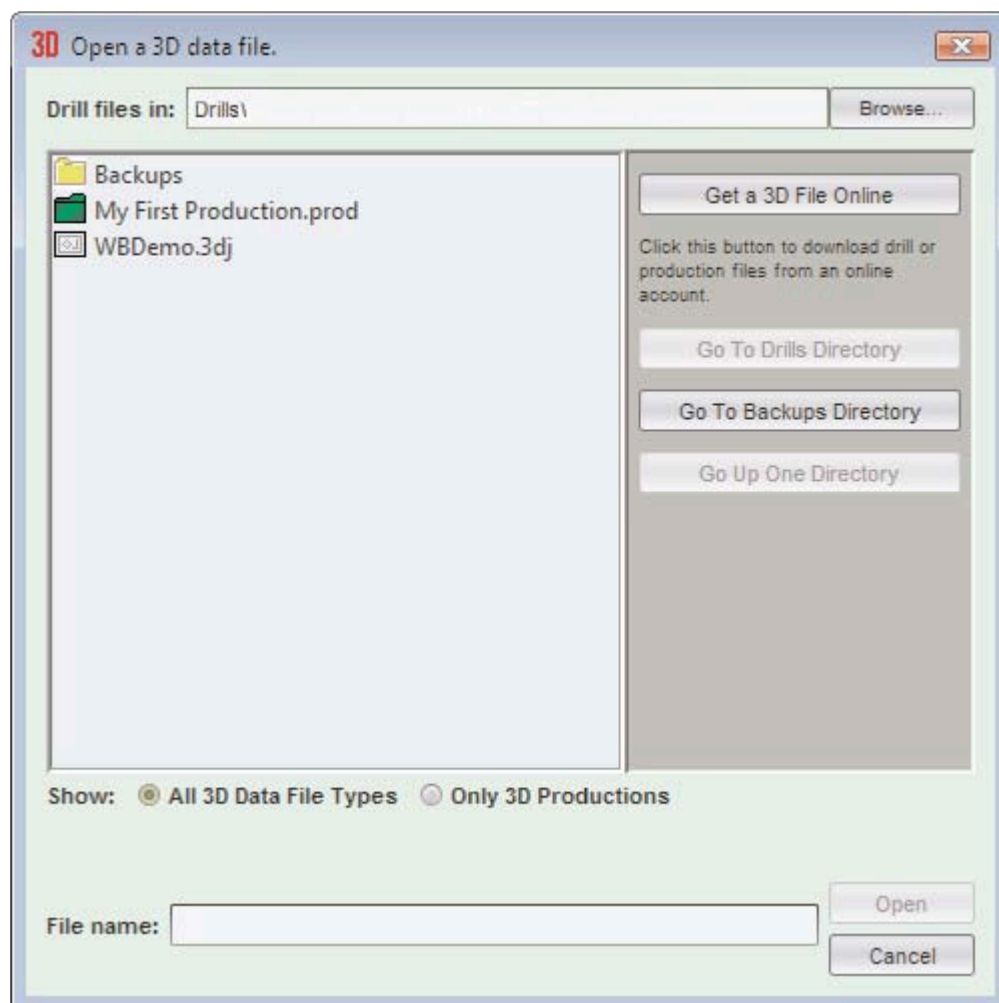 3D Open a 3D data file.
Drill files in: Drills\ Browse...
Backups
My First Production.prod
WBDemo.3dj
Get a 3D File Online
Click this button to download drill or
production files from an online
account.
Go To Drills Directory
Go To Backups Directory
Go Up One Directory
Show: All 3D Data File Types Only 3D Productions
File name:
Open
Cancel